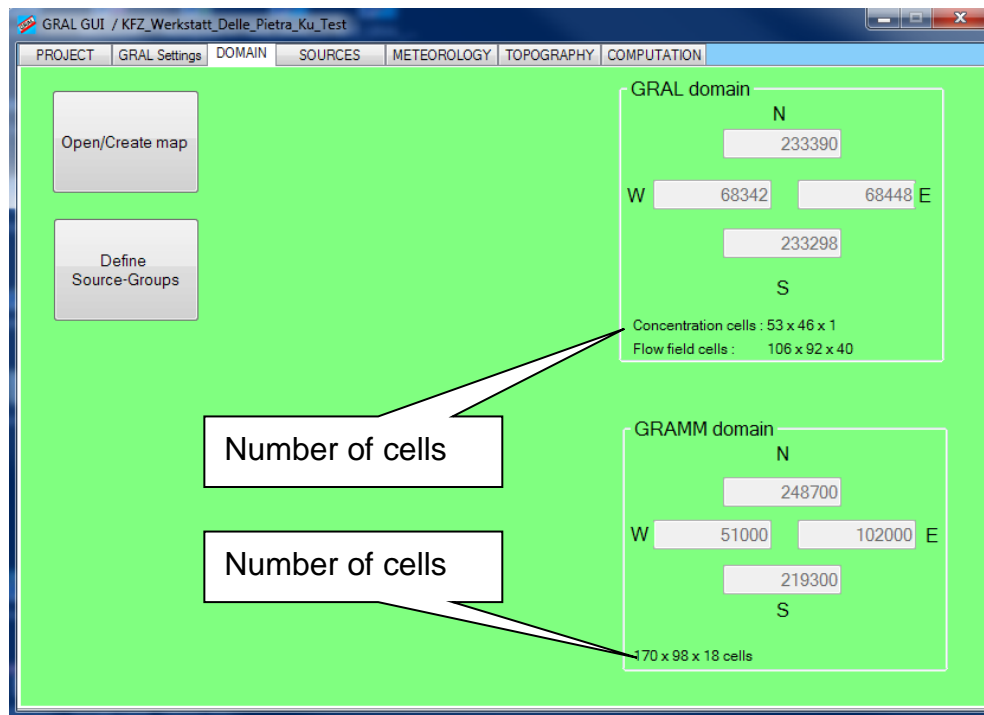 GRAL GUI / KFZ_Werkstatt_Delle_Pietra_Ku_Test
PROJECT GRAL Settings DOMAIN SOURCES METEOROLOGY TOPOGRAPHY COMPUTATION
Open/Create map
Define
Source-Groups
GRAL domain
N
233390
W 68342 68448 E
233298
S
Concentration cells : 53 x 46 x 1
Flow field cells : 106 x 92 x 40
Number of cells
GRAMM domain
N
248700
W 51000 102000 E
219300
S
170 x 98 x 18 cells
Number of cells